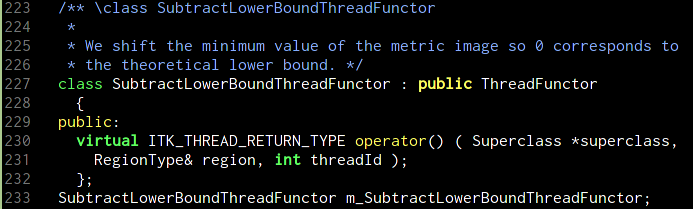 223   /** \class SubtractLowerBoundThreadFunctor
224    *
225    * We shift the minimum value of the metric image so 0 corresponds to
226    * the theoretical lower bound. */
227   class SubtractLowerBoundThreadFunctor : public ThreadFunctor
228     {
229   public:
230     virtual ITK_THREAD_RETURN_TYPE operator() ( Superclass *superclass,
231       RegionType& region, int threadId );
232     };
233   SubtractLowerBoundThreadFunctor m_SubtractLowerBoundThreadFunctor;